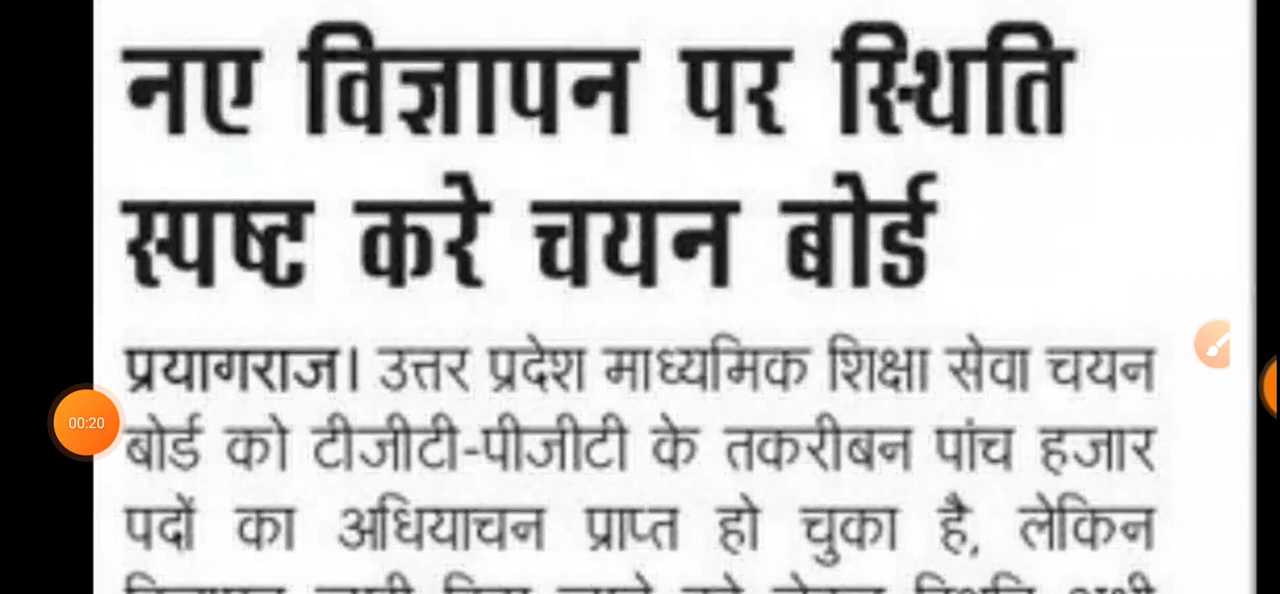 नए विज्ञापन पर स्थिति
स्पष्ट करे चयन बोर्ड
प्रयागराज। उत्तर प्रदेश माध्यमिक शिक्षा सेवा चयन
बोर्ड को टीजीटी-पीजीटी के तकरीबन पांच हजार
पदों का अधियाचन प्राप्त हो चुका है, लेकिन
00:20